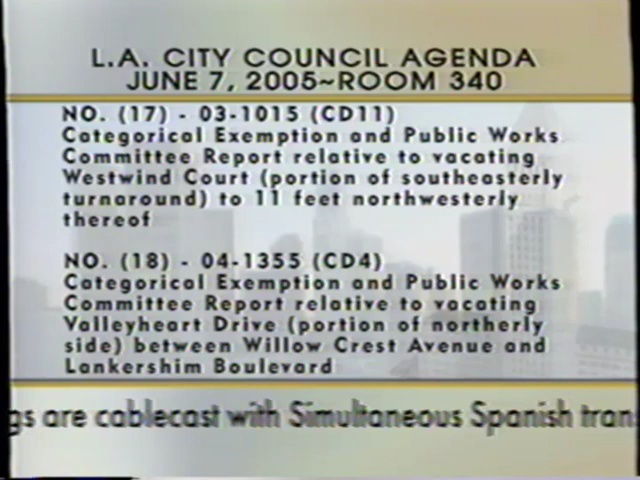 L.A. CITY COUNCIL AGENDA
JUNE 7, 2005~ROOM 340
NO. (17) - 03-1015 (CD11)
Categorical Exemption and Public Works
Committee Report relative to vacating
Westwind Court (portion of southeasterly
turnaround) to 11 feet northwesterly
thereof
NO. (18) - 04-1355 (CD4)
Categorical Exemption and Public Works
Committee Report relative to vacating
Valleyheart Drive (portion of northerly
side) between Willow Crest Avenue and
Lankershim Boulevard
gs are cablecast with Simultaneous Spanish tran